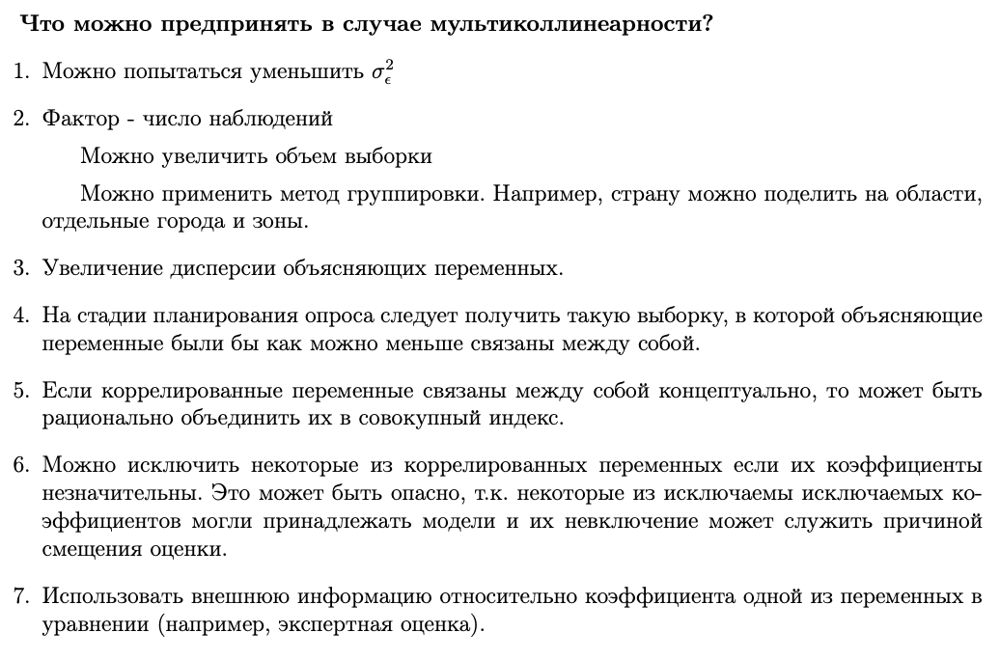 Что можно предпринять в случае мультиколлинеарности?
1. Можно попытаться уменьшить σ²ϵ
2. Фактор - число наблюдений
Можно увеличить объем выборки
Можно применить метод группировки. Например, страну можно поделить на области,
отдельные города и зоны.
3. Увеличение дисперсии объясняющих переменных.
4. На стадии планирования опроса следует получить такую выборку, в которой объясняющие
переменные были бы как можно меньше связаны между собой.
5. Если коррелированные переменные связаны между собой концептуально, то может быть
рационально объединить их в совокупный индекс.
6. Можно исключить некоторые из коррелированных переменных если их коэффициенты
незначительны. Это может быть опасно, т.к. некоторые из исключаемы исключаемых ко-
эффициентов могли принадлежать модели и их невключение может служить причиной
смещения оценки.
7. Использовать внешнюю информацию относительно коэффициента одной из переменных в
уравнении (например, экспертная оценка).